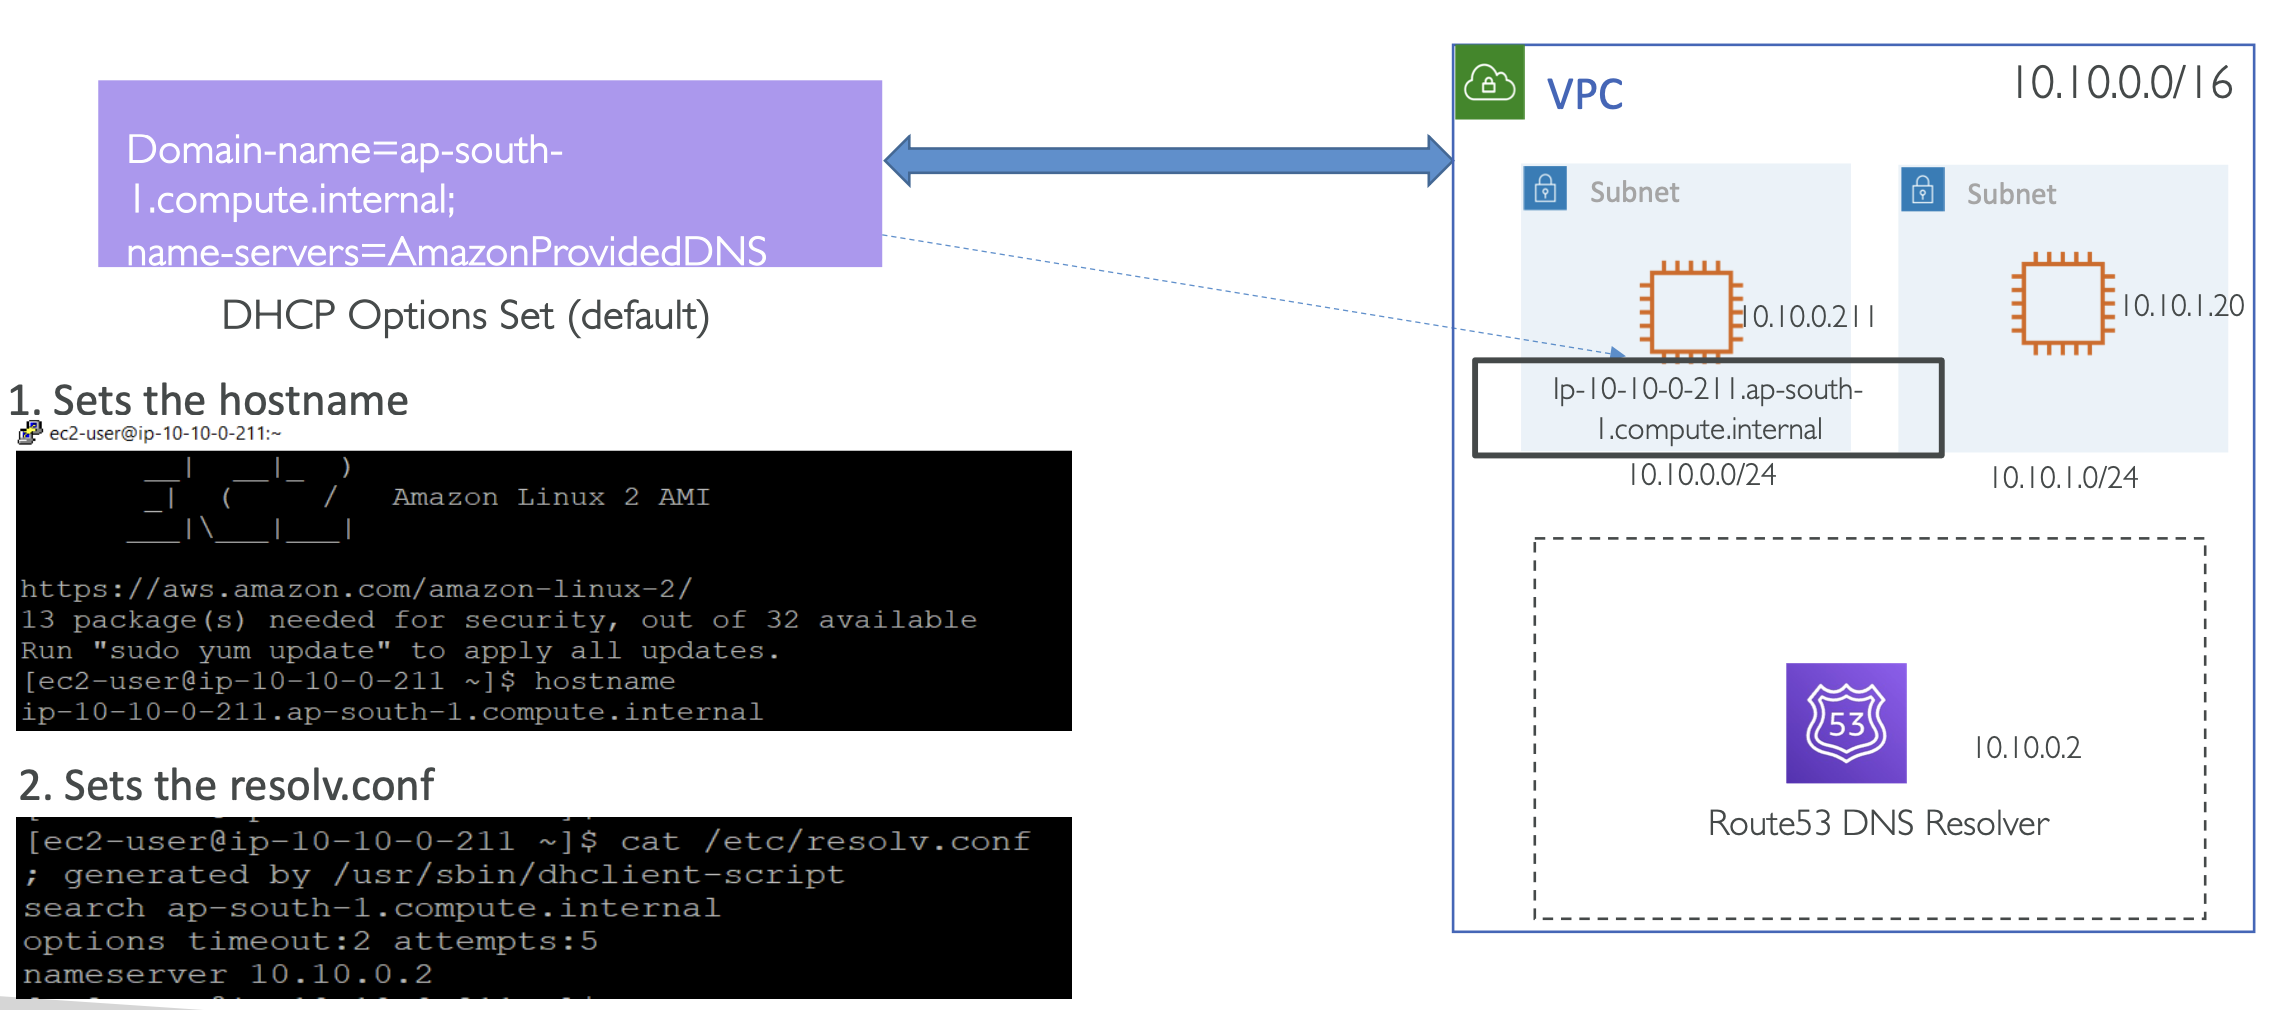 Domain-name=ap-south-
1.compute.internal;
name-servers=AmazonProvidedDNS
DHCP Options Set (default)
1. Sets the hostname
ec2-user@ip-10-10-0-211:~
__|  __|_  )
_|  (     /   Amazon Linux 2 AMI
___|\___|___|
https://aws.amazon.com/amazon-linux-2/
13 package(s) needed for security, out of 32 available
Run "sudo yum update" to apply all updates.
[ec2-user@ip-10-10-0-211 ~]$ hostname
ip-10-10-0-211.ap-south-1.compute.internal
2. Sets the resolv.conf
[ec2-user@ip-10-10-0-211 ~]$ cat /etc/resolv.conf
; generated by /usr/sbin/dhclient-script
search ap-south-1.compute.internal
options timeout:2 attempts:5
nameserver 10.10.0.2
VPC
10.10.0.0/16
Subnet
10.10.0.211
Ip-10-10-0-211.ap-south-
1.compute.internal
10.10.0.0/24
Subnet
10.10.1.20
10.10.1.0/24
53
10.10.0.2
Route53 DNS Resolver